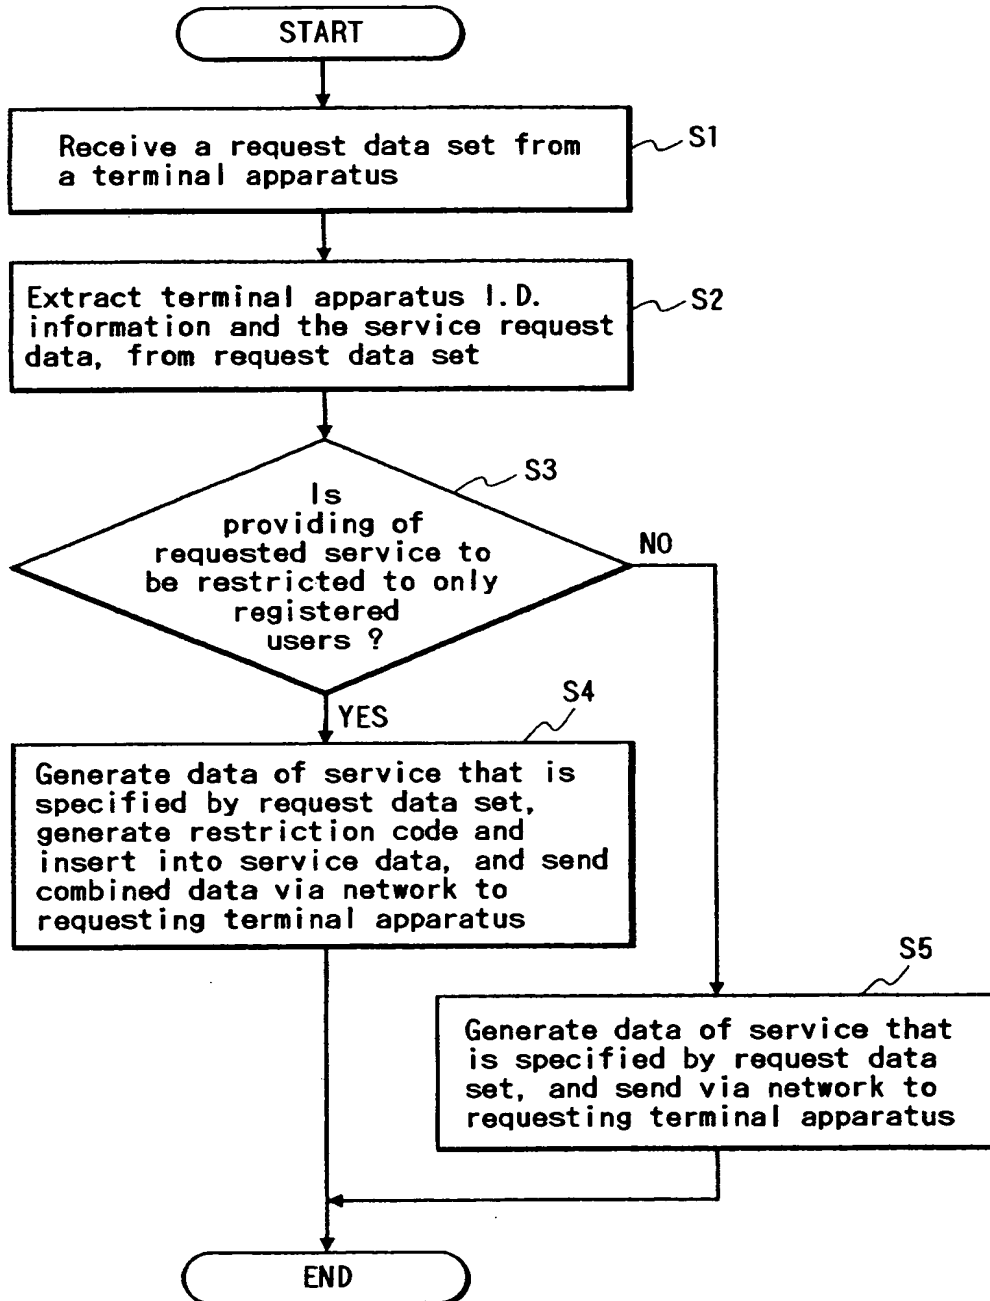 START
Receive a request data set from
a terminal apparatus
S1
Extract terminal apparatus I.D.
information and the service request
data, from request data set
S2
Is
providing of
requested service to
be restricted to only
registered
users ?
S3
NO
YES
S4
Generate data of service that is
specified by request data set,
generate restriction code and
insert into service data, and send
combined data via network to
requesting terminal apparatus
S5
Generate data of service that
is specified by request data
set, and send via network to
requesting terminal apparatus
END